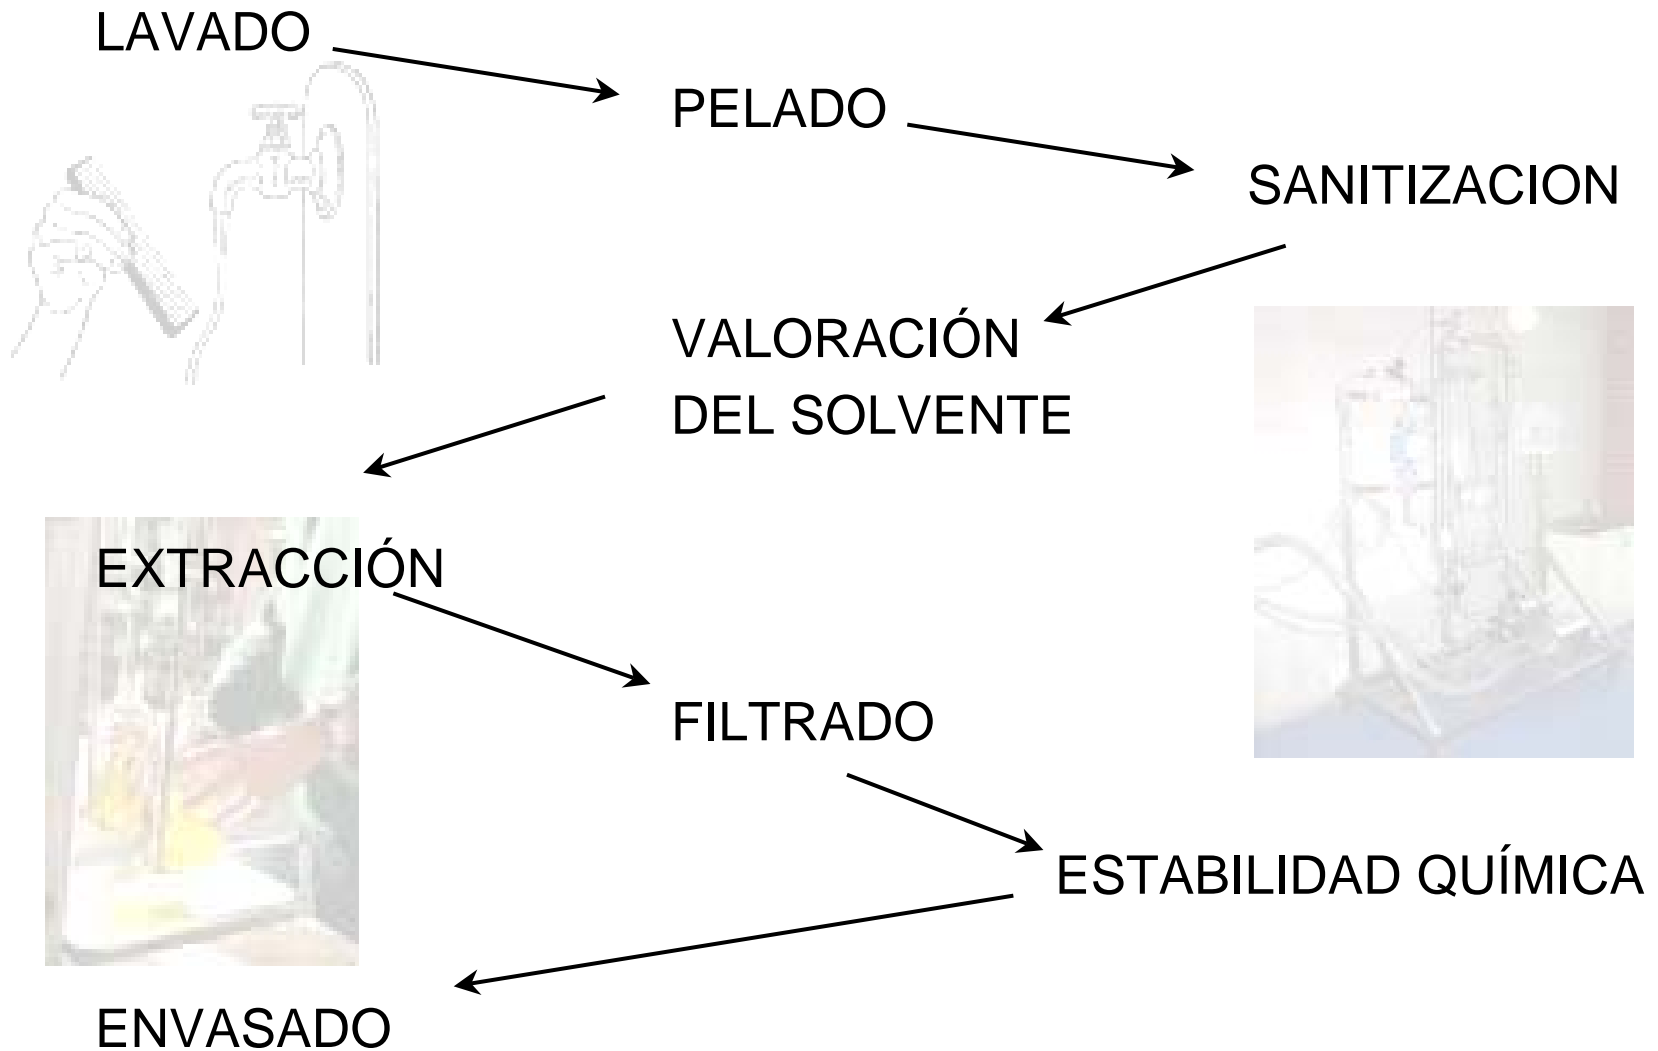 LAVADO
PELADO
SANITIZACION
VALORACIÓN
DEL SOLVENTE
EXTRACCIÓN
FILTRADO
ESTABILIDAD QUÍMICA
ENVASADO